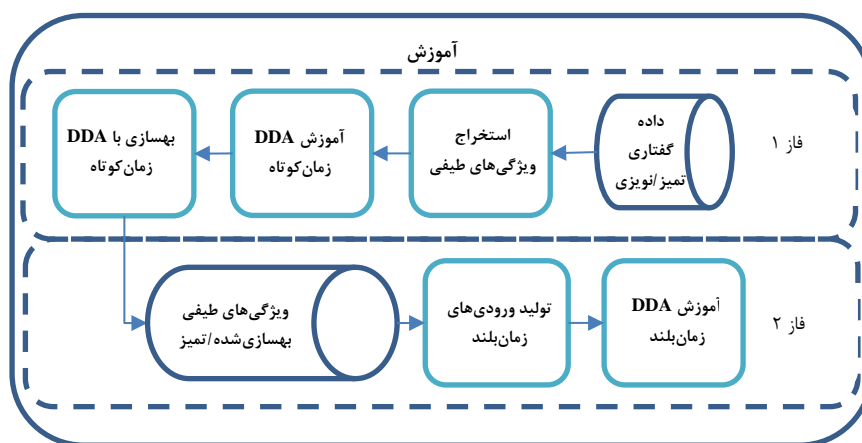 آموزش
فاز ۱
داده
گفتاری
تمیز/نویزی
استخراج
ویژگی‌های طیفی
آموزش DDA
زمان‌کوتاه
بهسازی با DDA
زمان‌کوتاه
فاز ۲
ویژگی‌های طیفی
بهسازی‌شده/تمیز
تولید ورودی‌های
زمان‌بلند
آموزش DDA
زمان‌بلند